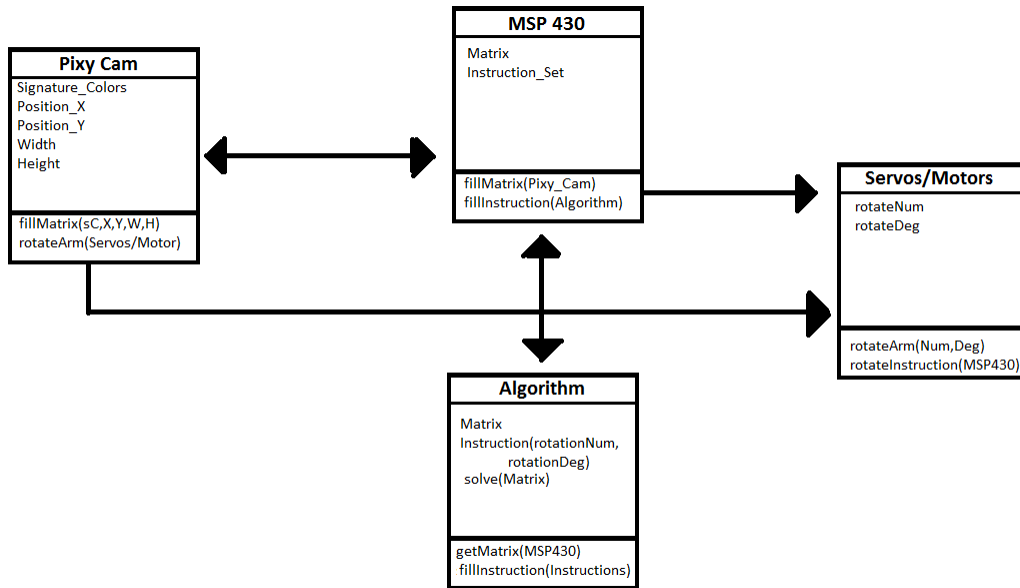 Pixy Cam
Signature_Colors
Position_X
Position_Y
Width
Height
fillMatrix(sC,X,Y,W,H)
rotateArm(Servos/Motor)
MSP 430
Matrix
Instruction_Set
fillMatrix(Pixy_Cam)
fillInstruction(Algorithm)
Servos/Motors
rotateNum
rotateDeg
rotateArm(Num,Deg)
rotateInstruction(MSP430)
Algorithm
Matrix
Instruction(rotationNum,
rotationDeg)
solve(Matrix)
getMatrix(MSP430)
fillInstruction(Instructions)